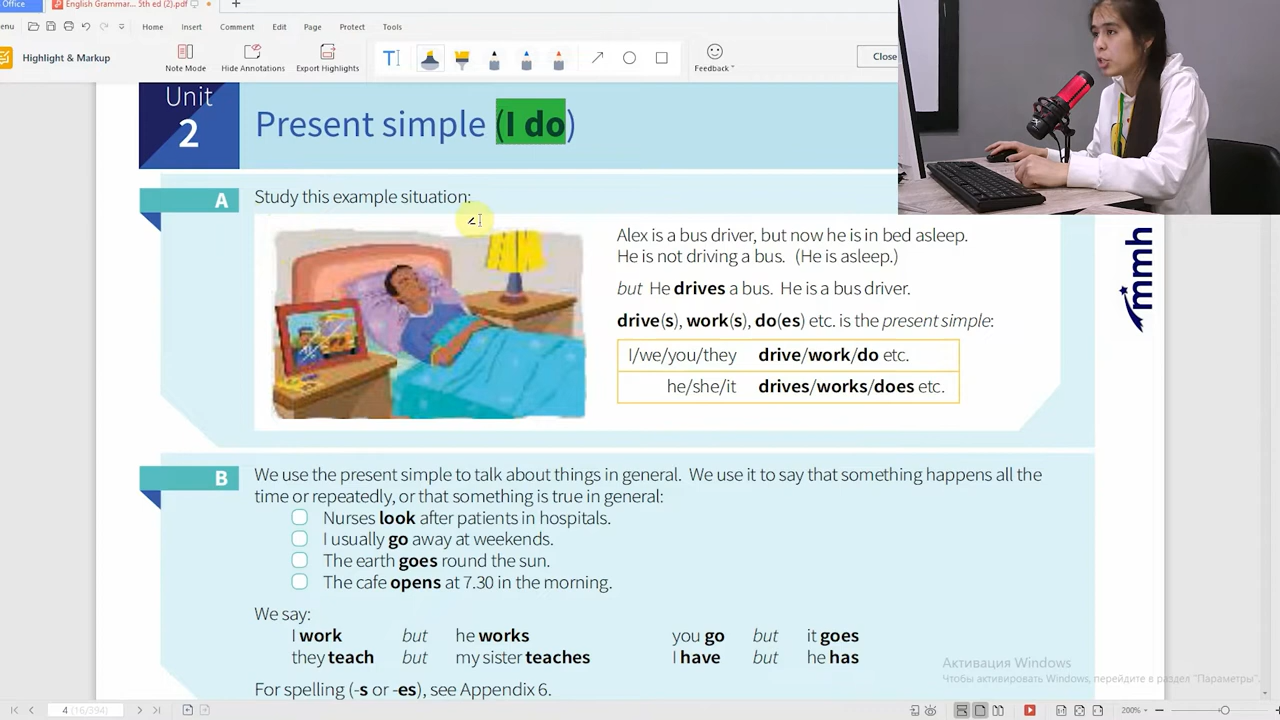 Office
English Grammar... 5th ed (2).pdf
enu
Home
Insert
Comment
Edit
Page
Protect
Tools
Highlight & Markup
Note Mode
Hide Annotations
Export Highlights
Feedback
Close
Unit
2
Present simple (I do)
A
Study this example situation:
Alex is a bus driver, but now he is in bed asleep.
He is not driving a bus. (He is asleep.)
but He drives a bus. He is a bus driver.
drive(s), work(s), do(es) etc. is the present simple:
I/we/you/they drive/work/do etc.
he/she/it drives/works/does etc.
mmh
B
We use the present simple to talk about things in general. We use it to say that something happens all the
time or repeatedly, or that something is true in general:
Nurses look after patients in hospitals.
I usually go away at weekends.
The earth goes round the sun.
The cafe opens at 7.30 in the morning.
We say:
I work but he works you go but it goes
they teach but my sister teaches I have but he has
For spelling (-s or -es), see Appendix 6.
Активация Windows
Чтобы активировать Windows, перейдите в раздел "Параметры".
4 (16/394)
200%